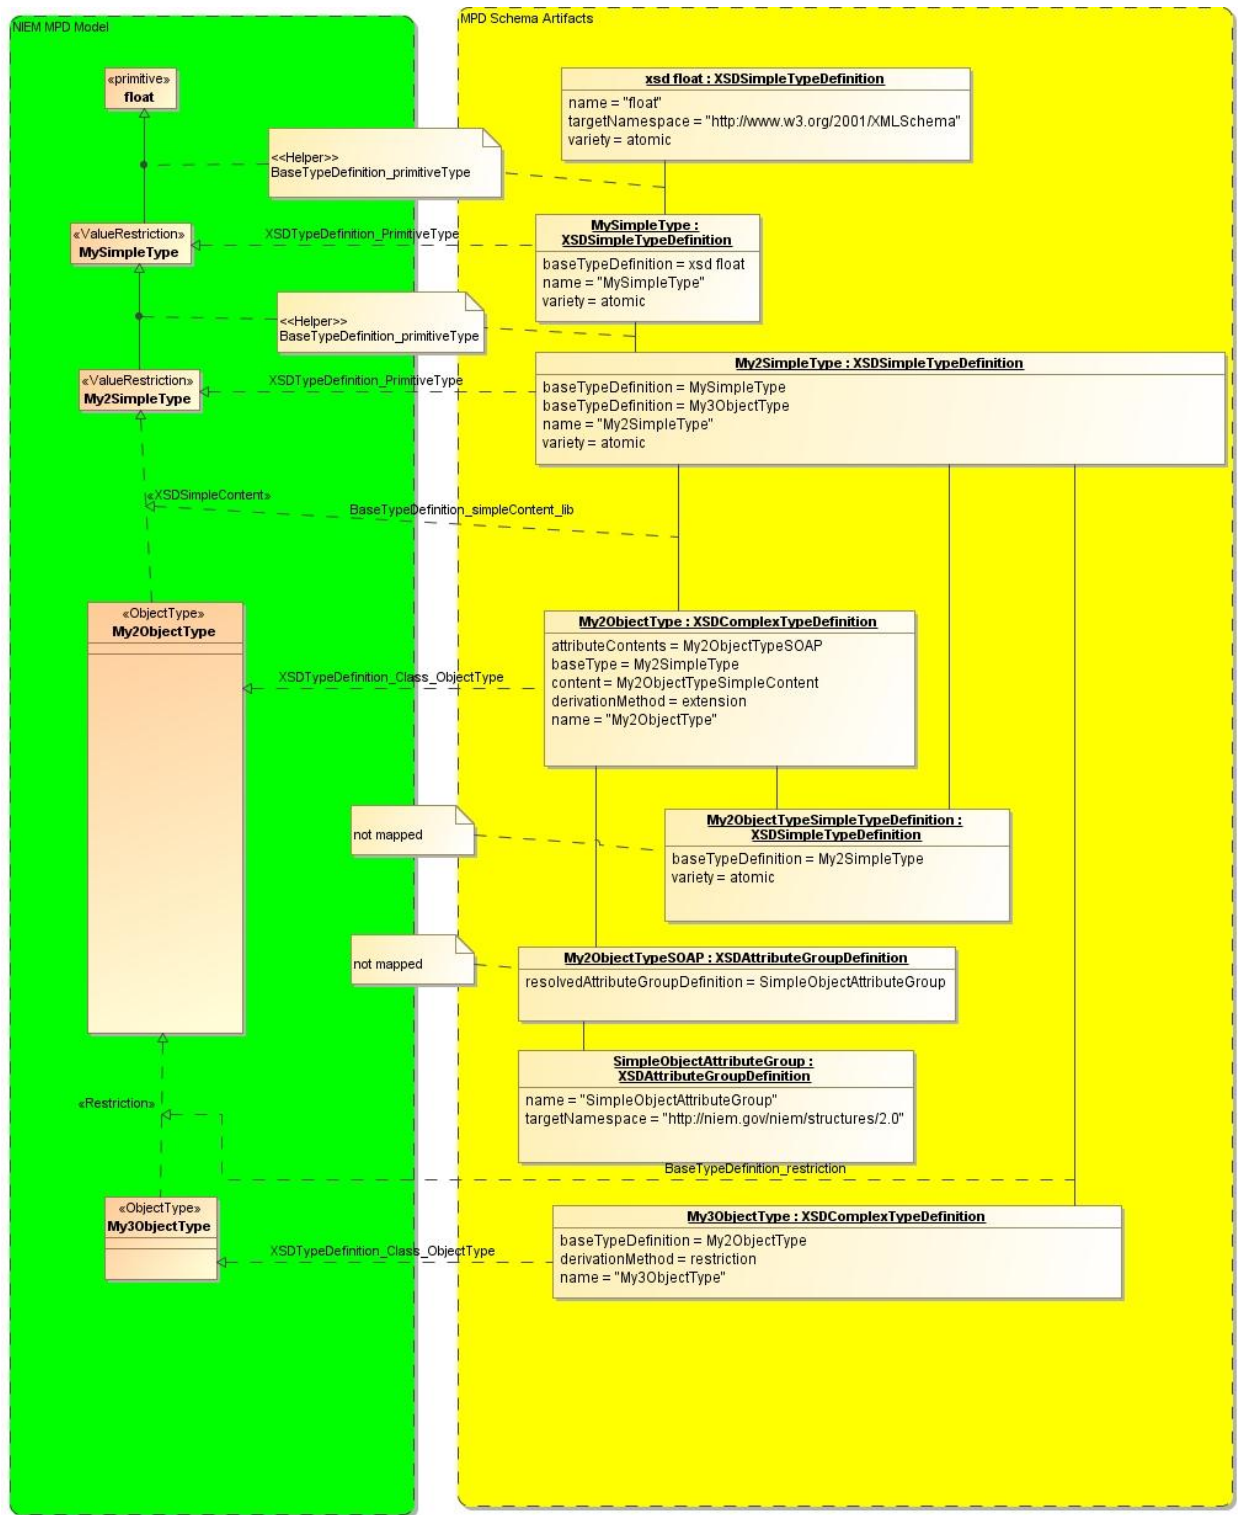 NIEM MPD Model
MPD Schema Artifacts
«primitive»
float
xsd float : XSDSimpleTypeDefinition
name = "float"
targetNamespace = "http://www.w3.org/2001/XMLSchema"
variety = atomic
<<Helper>>
BaseTypeDefinition_primitiveType
«ValueRestriction»
MySimpleType
XSDTypeDefinition_PrimitiveType
MySimpleType :
XSDSimpleTypeDefinition
baseTypeDefinition = xsd float
name = "MySimpleType"
variety = atomic
<<Helper>>
BaseTypeDefinition_primitiveType
«ValueRestriction»
My2SimpleType
XSDTypeDefinition_PrimitiveType
My2SimpleType : XSDSimpleTypeDefinition
baseTypeDefinition = MySimpleType
baseTypeDefinition = My3ObjectType
name = "My2SimpleType"
variety = atomic
«XSDSimpleContent»
BaseTypeDefinition_simpleContent_lib
«ObjectType»
My2ObjectType
XSDTypeDefinition_Class_ObjectType
My2ObjectType : XSDComplexTypeDefinition
attributeContents = My2ObjectTypeSOAP
baseType = My2SimpleType
content = My2ObjectTypeSimpleContent
derivationMethod = extension
name = "My2ObjectType"
not mapped
My2ObjectTypeSimpleTypeDefinition :
XSDSimpleTypeDefinition
baseTypeDefinition = My2SimpleType
variety = atomic
not mapped
My2ObjectTypeSOAP : XSDAttributeGroupDefinition
resolvedAttributeGroupDefinition = SimpleObjectAttributeGroup
SimpleObjectAttributeGroup :
XSDAttributeGroupDefinition
name = "SimpleObjectAttributeGroup"
targetNamespace = "http://niem.gov/niem/structures/2.0"
«Restriction»
BaseTypeDefinition_restriction
«ObjectType»
My3ObjectType
XSDTypeDefinition_Class_ObjectType
My3ObjectType : XSDComplexTypeDefinition
baseTypeDefinition = My2ObjectType
derivationMethod = restriction
name = "My3ObjectType"